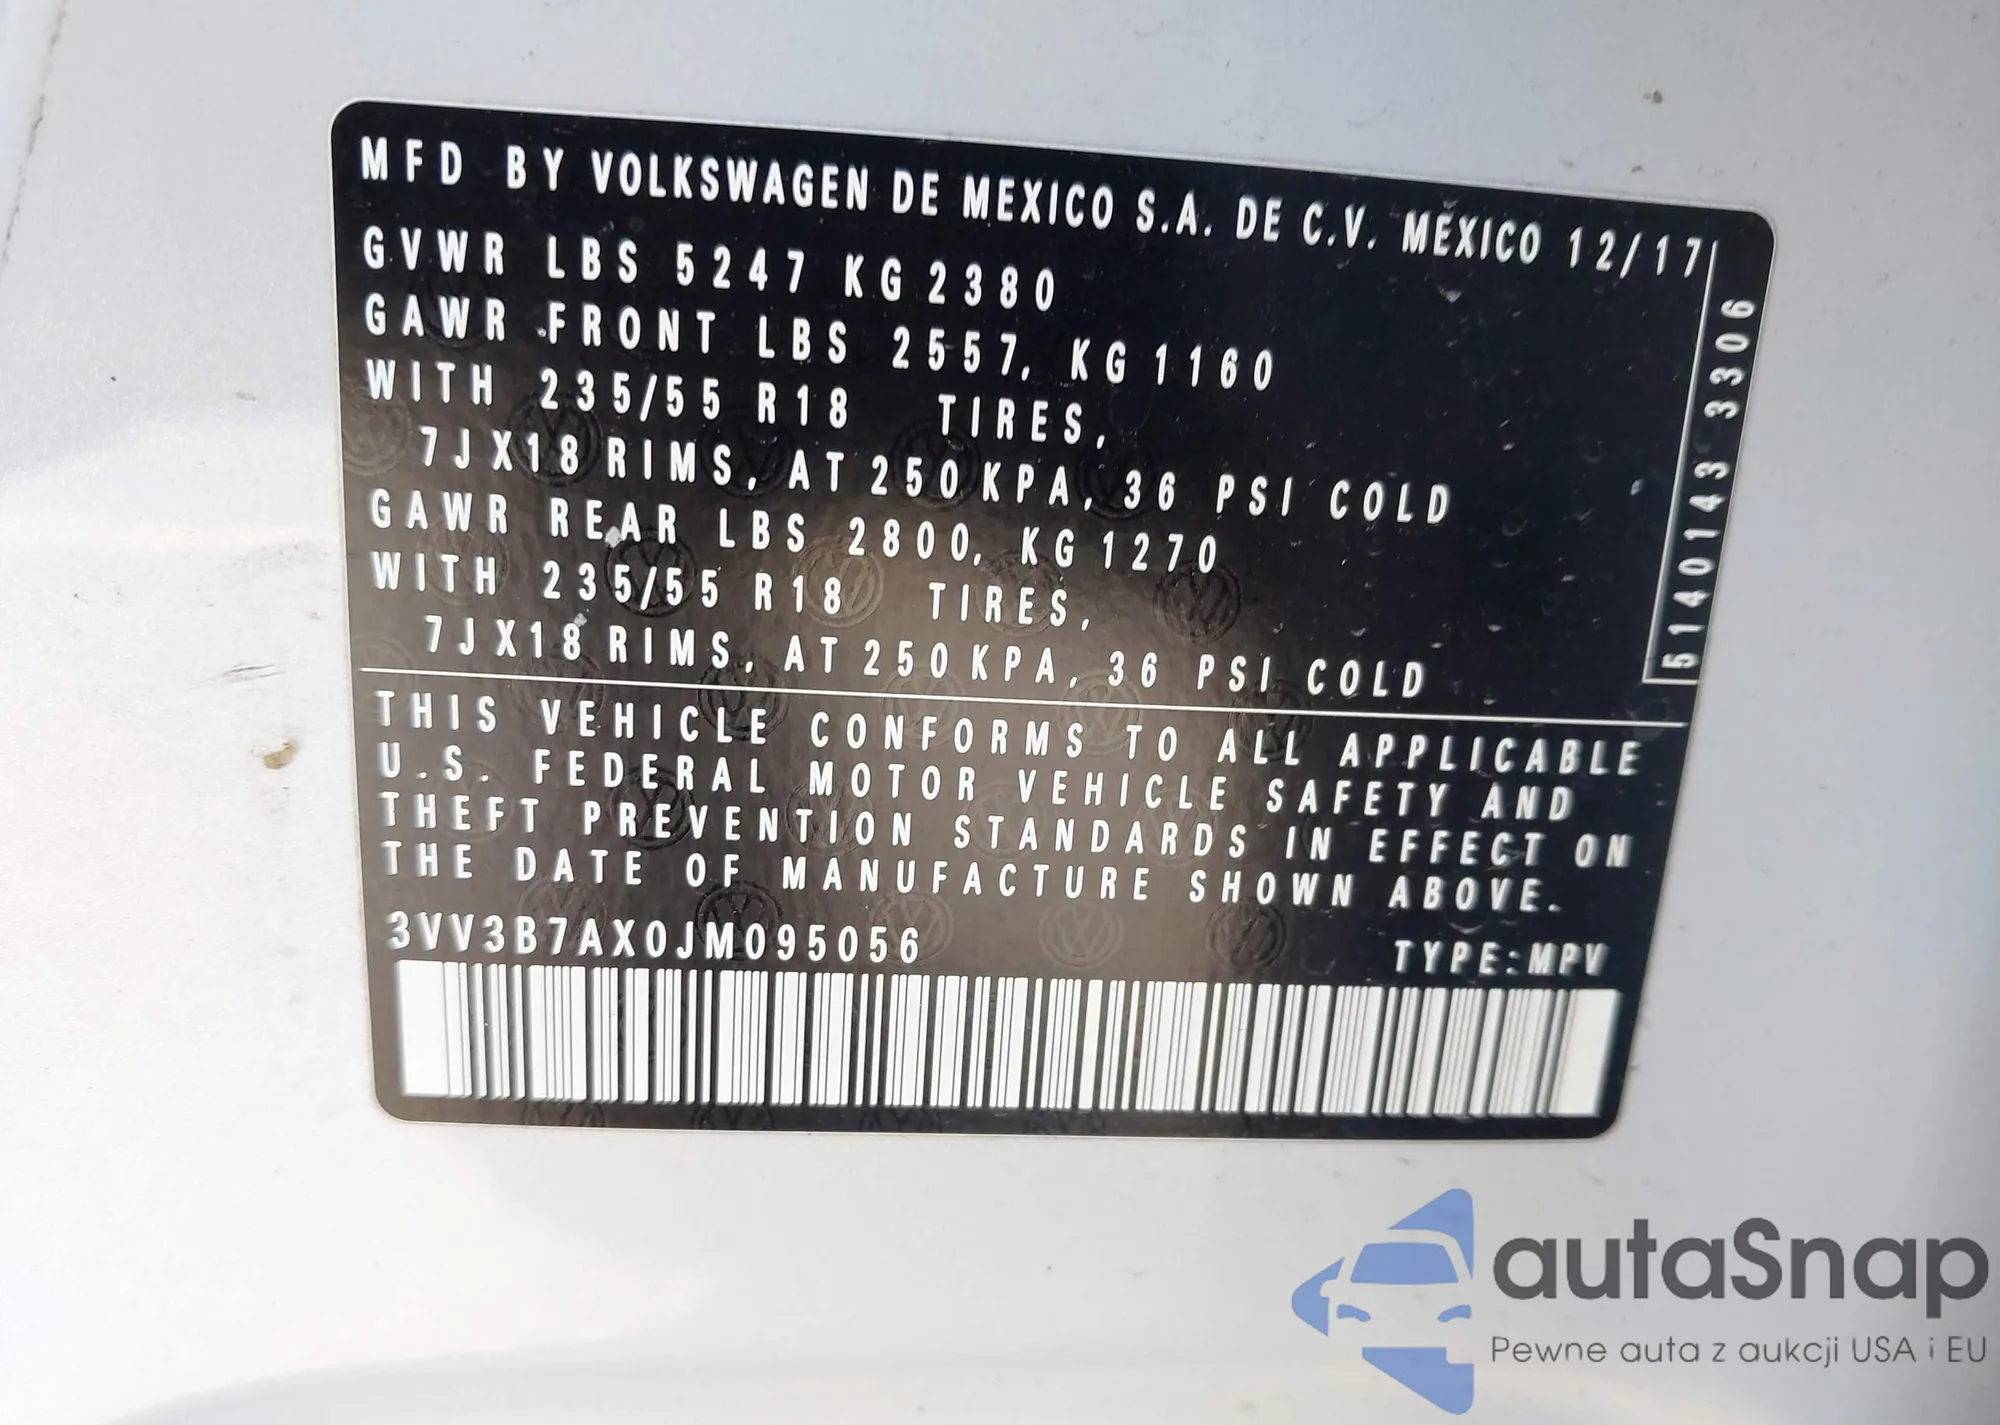 MFD BY VOLKSWAGEN DE MEXICO S.A. DE C.V. MÉXICO 12/17
GVWR LBS 5247 KG 2380
GAWR FRONT LBS 2557, KG 1160
WITH 235/55 R18 TIRES,
7JX18 RIMS, AT 250 KPA, 36 PSI COLD
GAWR REAR LBS 2800, KG 1270
WITH 235/55 R18 TIRES,
7JX18 RIMS, AT 250 KPA, 36 PSI COLD
5140143 3306
THIS VEHICLE CONFORMS TO ALL APPLICABLE
U.S. FEDERAL MOTOR VEHICLE SAFETY AND
THEFT PREVENTION STANDARDS IN EFFECT ON
THE DATE OF MANUFACTURE SHOWN ABOVE.
3VV3B7AX0JM095056 TYPE:MPV
autaSnap
Pewne auta z aukcji USA i EU